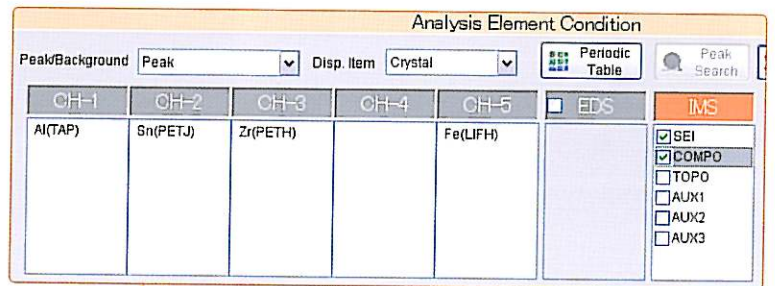 Analysis Element Condition
Peak/Background Peak Disp. Item Crystal Periodic Table Peak Search
CH-1 CH-2 CH-3 CH-4 CH-5 EDS IMS
Al(TAP) Sn(PETJ) Zr(PETH) Fe(LIFH) SEI
COMPO
TOPO
AUX1
AUX2
AUX3